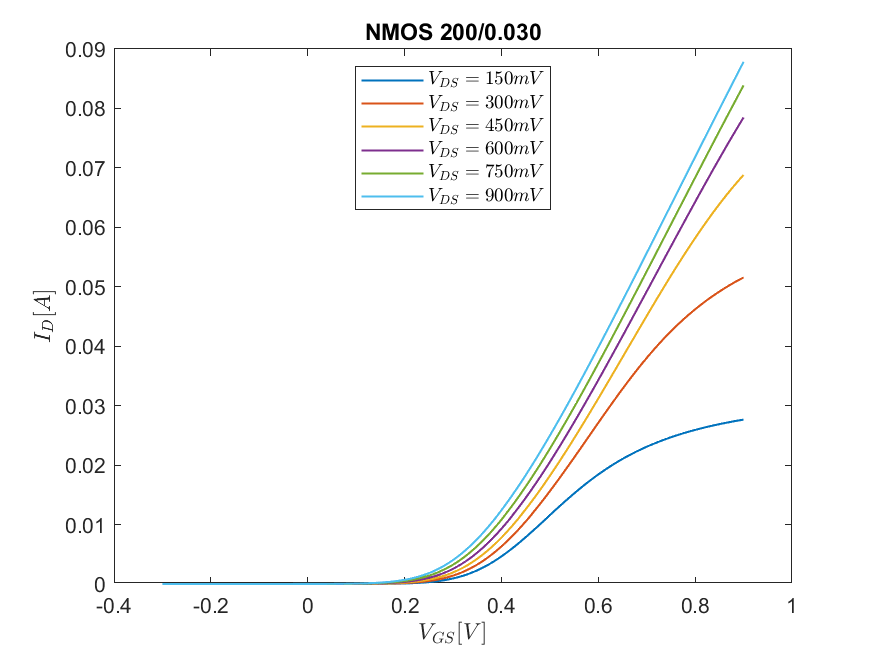 NMOS 200/0.030
0.09
0.08
0.07
0.06
0.05
0.04
0.03
0.02
0.01
0
I_D[A]
V_DS = 150mV
V_DS = 300mV
V_DS = 450mV
V_DS = 600mV
V_DS = 750mV
V_DS = 900mV
-0.4 -0.2 0 0.2 0.4 0.6 0.8 1
V_GS[V]